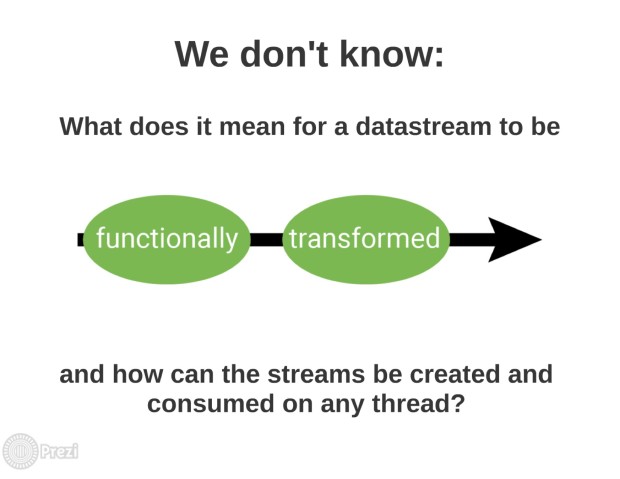 We don't know:
What does it mean for a datastream to be
functionally transformed
and how can the streams be created and
consumed on any thread?
Prezi